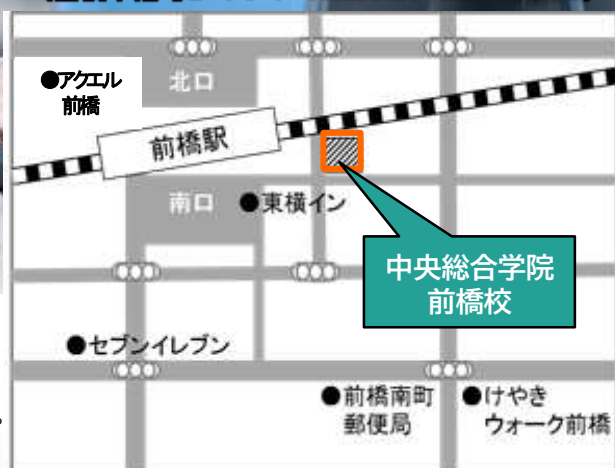 ●アクエル
前橋
北口
前橋駅
南口
●東横イン
中央総合学院
前橋校
●セブンイレブン
●前橋南町
郵便局
●けやき
ウォーク前橋